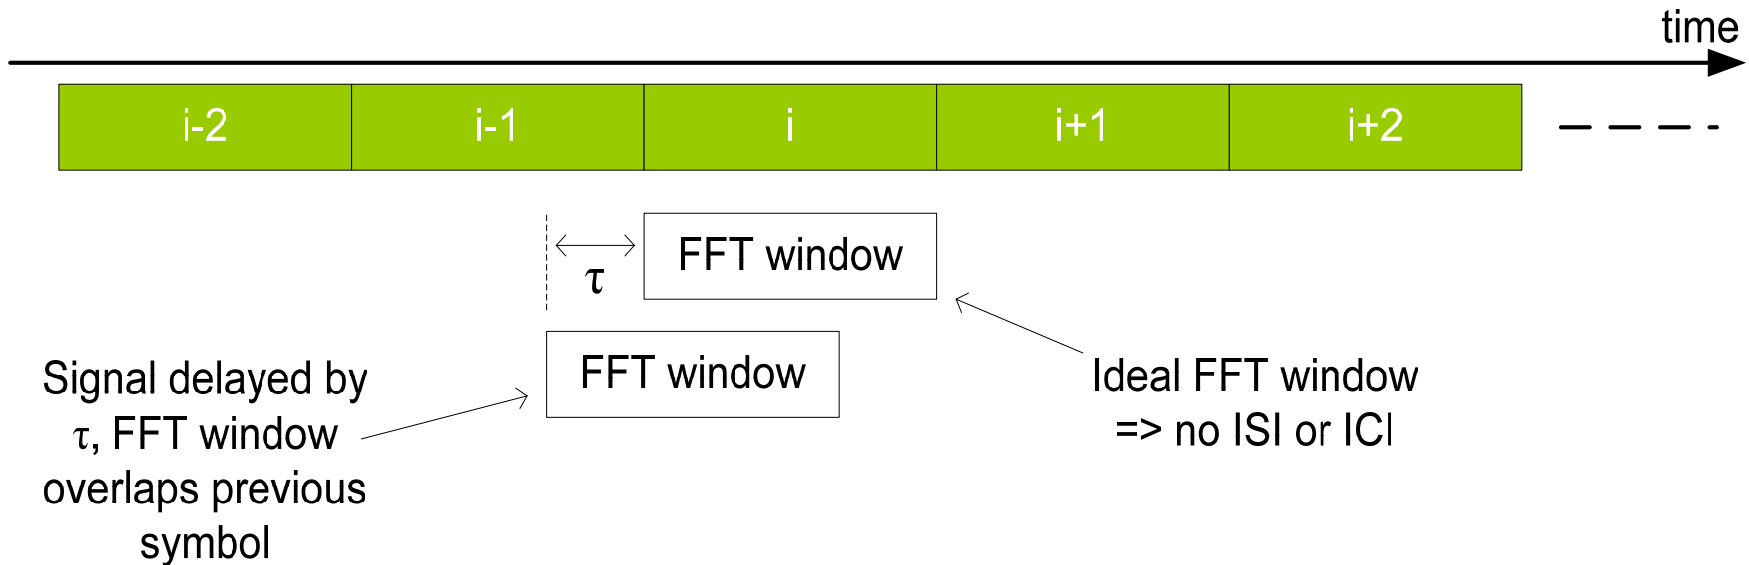 time
i-2 i-1 i i+1 i+2
FFT window
τ
FFT window
Signal delayed by
τ, FFT window
overlaps previous
symbol
Ideal FFT window
=> no ISI or ICI